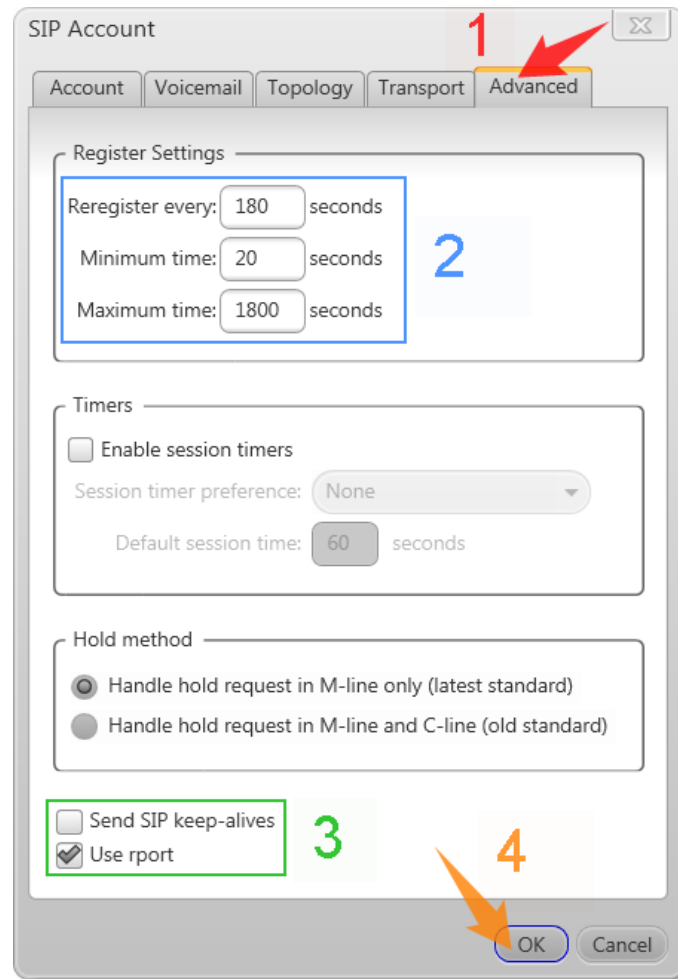 SIP Account
1
Account Voicemail Topology Transport Advanced
Register Settings
Reregister every: 180 seconds
Minimum time: 20 seconds
2
Maximum time: 1800 seconds
Timers
Enable session timers
Session timer preference: None
Default session time: 60 seconds
Hold method
Handle hold request in M-line only (latest standard)
Handle hold request in M-line and C-line (old standard)
Send SIP keep-alives
Use rport
3
4
OK Cancel